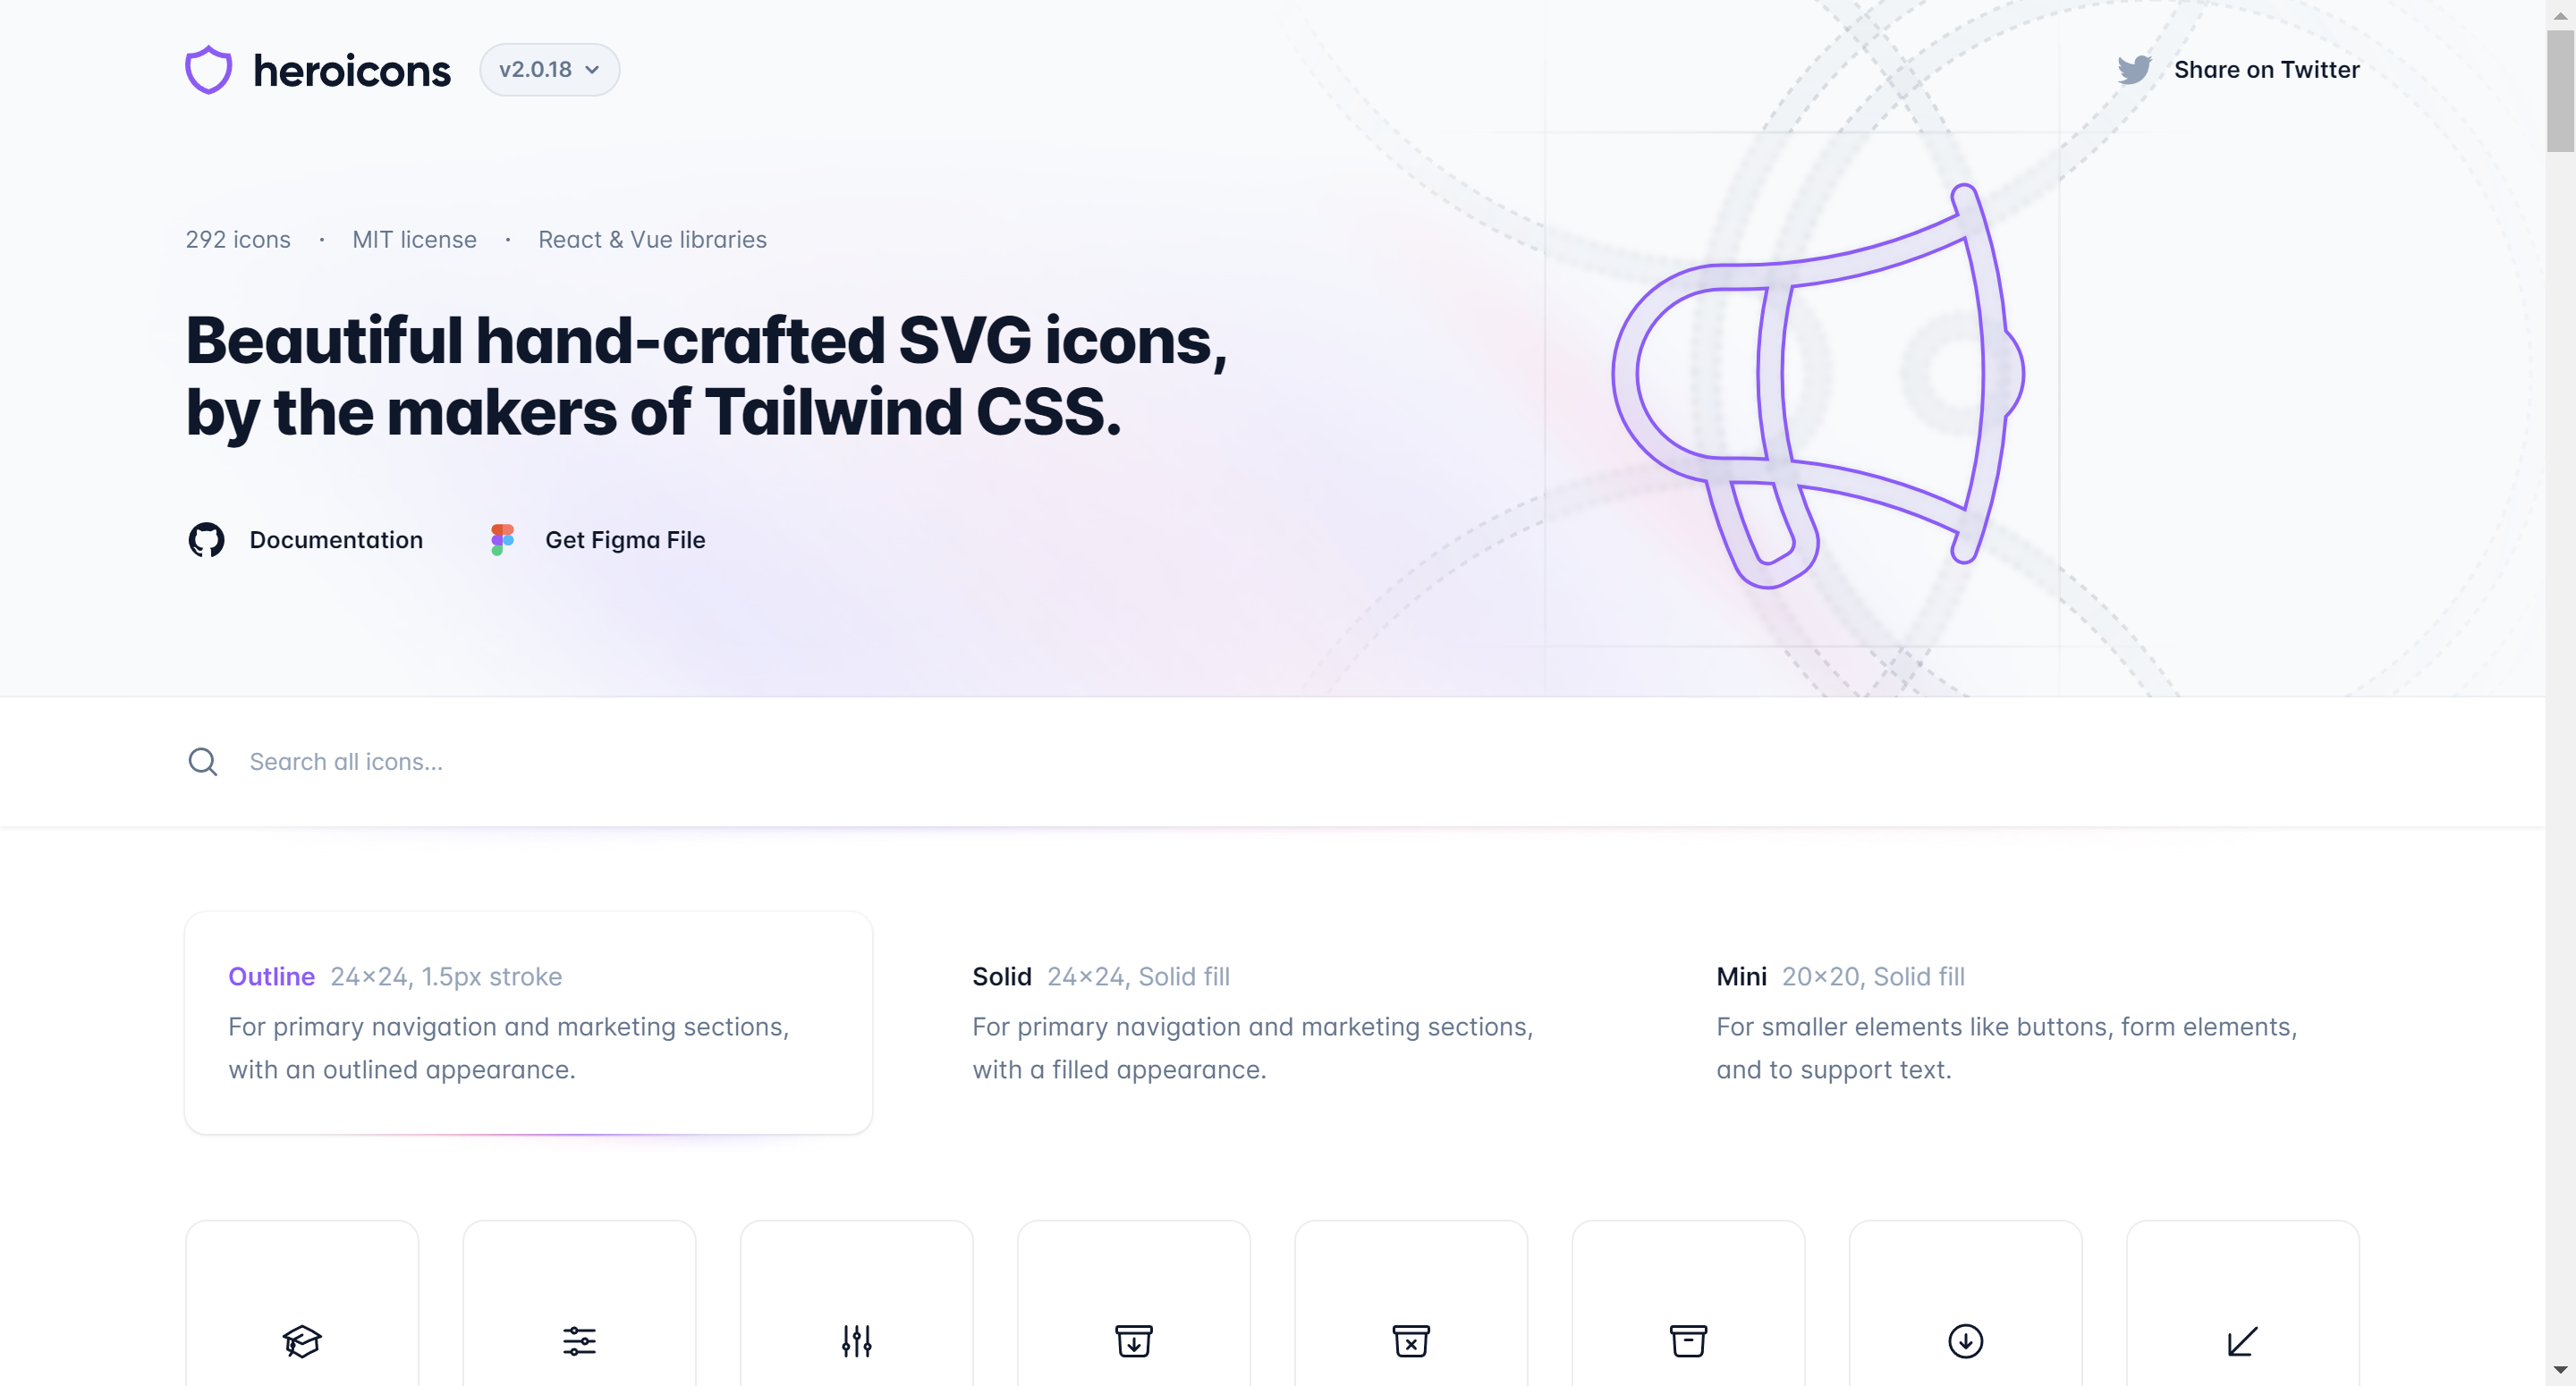 heroicons
v2.0.18
Share on Twitter
292 icons · MIT license · React & Vue libraries
Beautiful hand-crafted SVG icons,
by the makers of Tailwind CSS.
Documentation
Get Figma File
Search all icons...
Outline 24×24, 1.5px stroke
For primary navigation and marketing sections,
with an outlined appearance.
Solid 24×24, Solid fill
For primary navigation and marketing sections,
with a filled appearance.
Mini 20×20, Solid fill
For smaller elements like buttons, form elements,
and to support text.